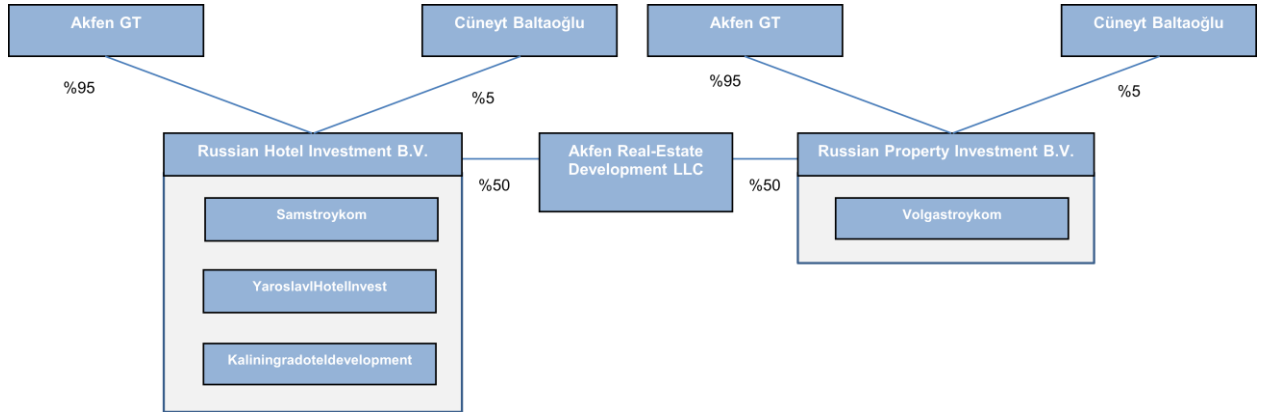 Akfen GT
Cüneyt Baltaoğlu
Akfen GT
Cüneyt Baltaoğlu
%95
%5
%95
%5
Russian Hotel Investment B.V.
%50
Akfen Real-Estate
Development LLC
%50
Russian Property Investment B.V.
Samstroykom
YaroslavlHotelInvest
Kaliningradoteldevelopment
Volgastroykom